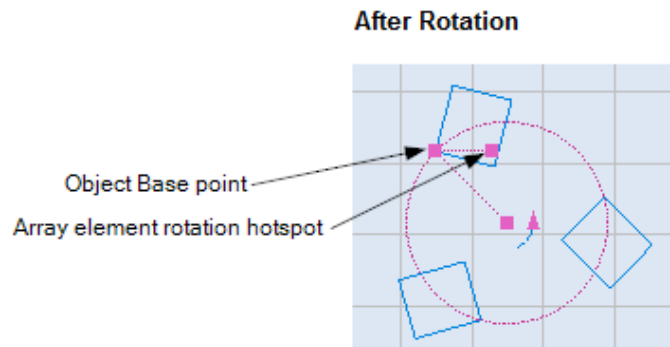 After Rotation
Object Base point
Array element rotation hotspot